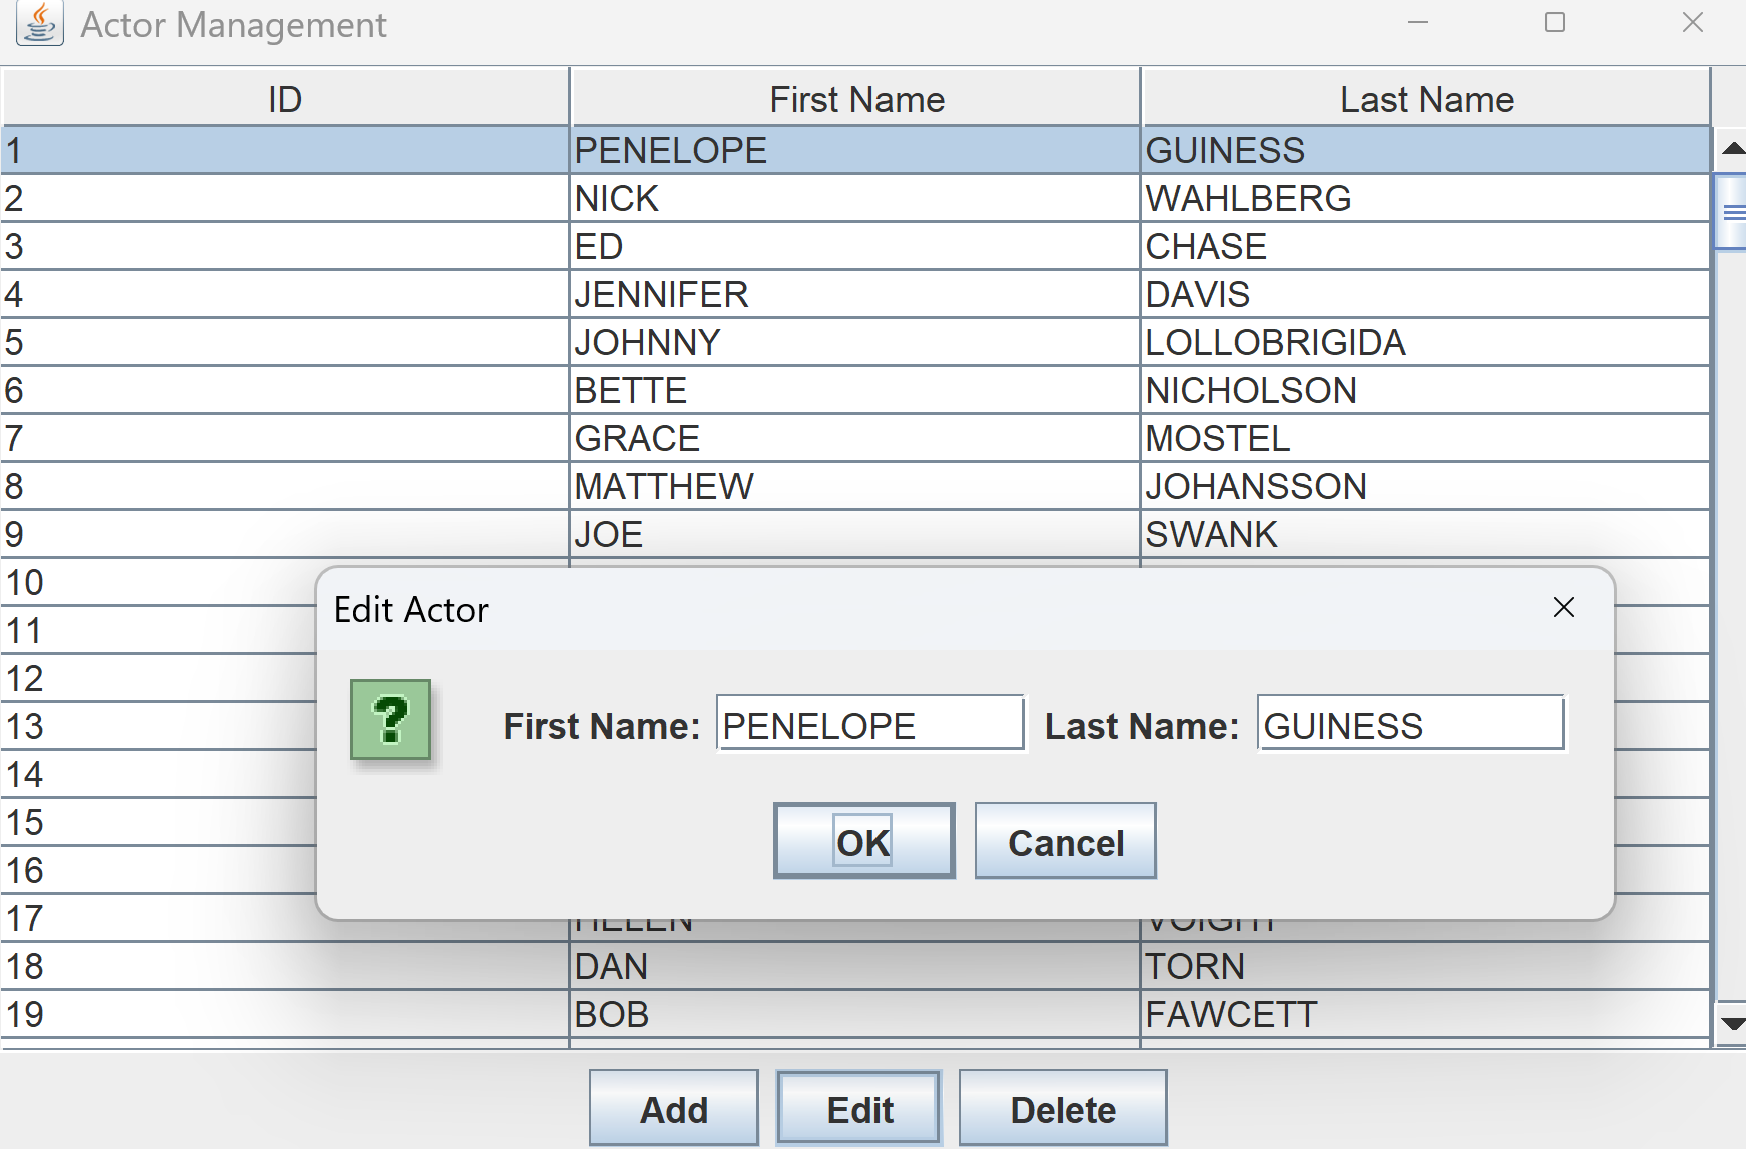 Actor Management
ID First Name Last Name
1 PENELOPE GUINESS
2 NICK WAHLBERG
3 ED CHASE
4 JENNIFER DAVIS
5 JOHNNY LOLLOBRIGIDA
6 BETTE NICHOLSON
7 GRACE MOSTEL
8 MATTHEW JOHANSSON
9 JOE SWANK
10
Edit Actor
11
12
13 First Name: PENELOPE Last Name: GUINESS
14
15 OK Cancel
16
17 HELEN VOIGHT
18 DAN TORN
19 BOB FAWCETT
Add Edit Delete